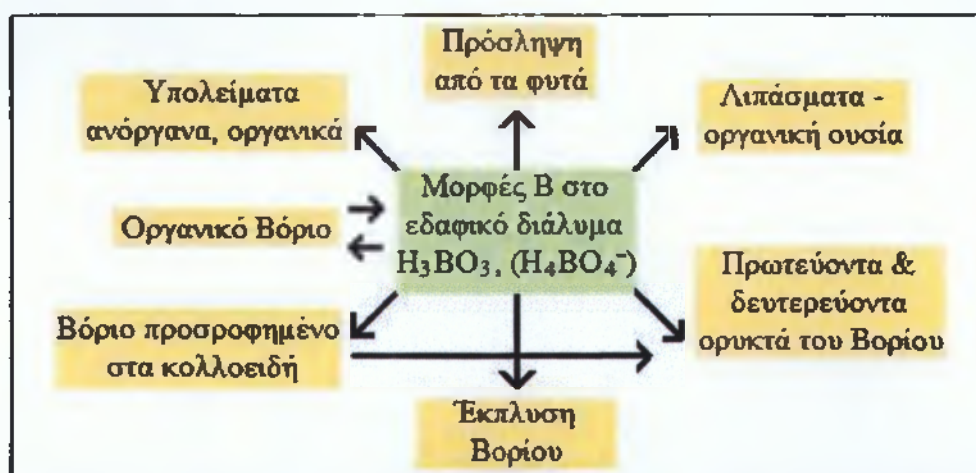 Πρόσληψη
από τα φυτά
Υπολείματα
ανόργανα, οργανικά
Λιπάσματα -
οργανική ουσία
Μορφές Β στο
εδαφικό διάλυμα
H₃BO₃, (H₄BO₄⁻)
Οργανικό Βόριο
Πρωτεύοντα &
δευτερεύοντα
ορυκτά του Βορίου
Βόριο προσροφημένο
στα κολλοειδή
Έκπλυση
Βορίου